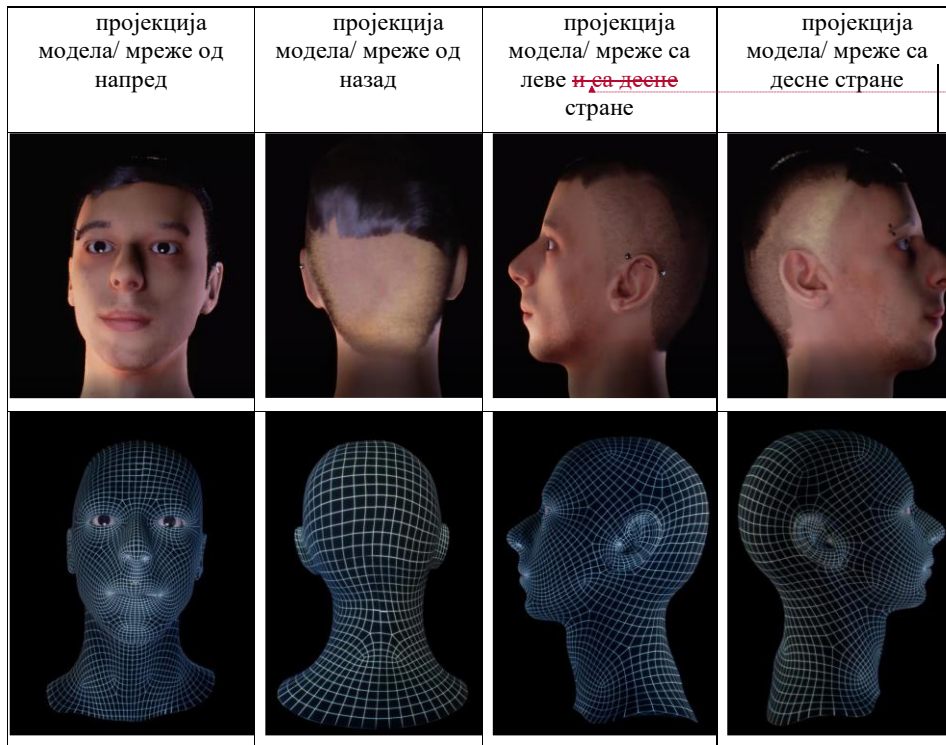 пројекција
модела/ мреже од
напред
пројекција
модела/ мреже од
назад
пројекција
модела/ мреже са
леве и са десне
стране
пројекција
модела/ мреже са
десне стране